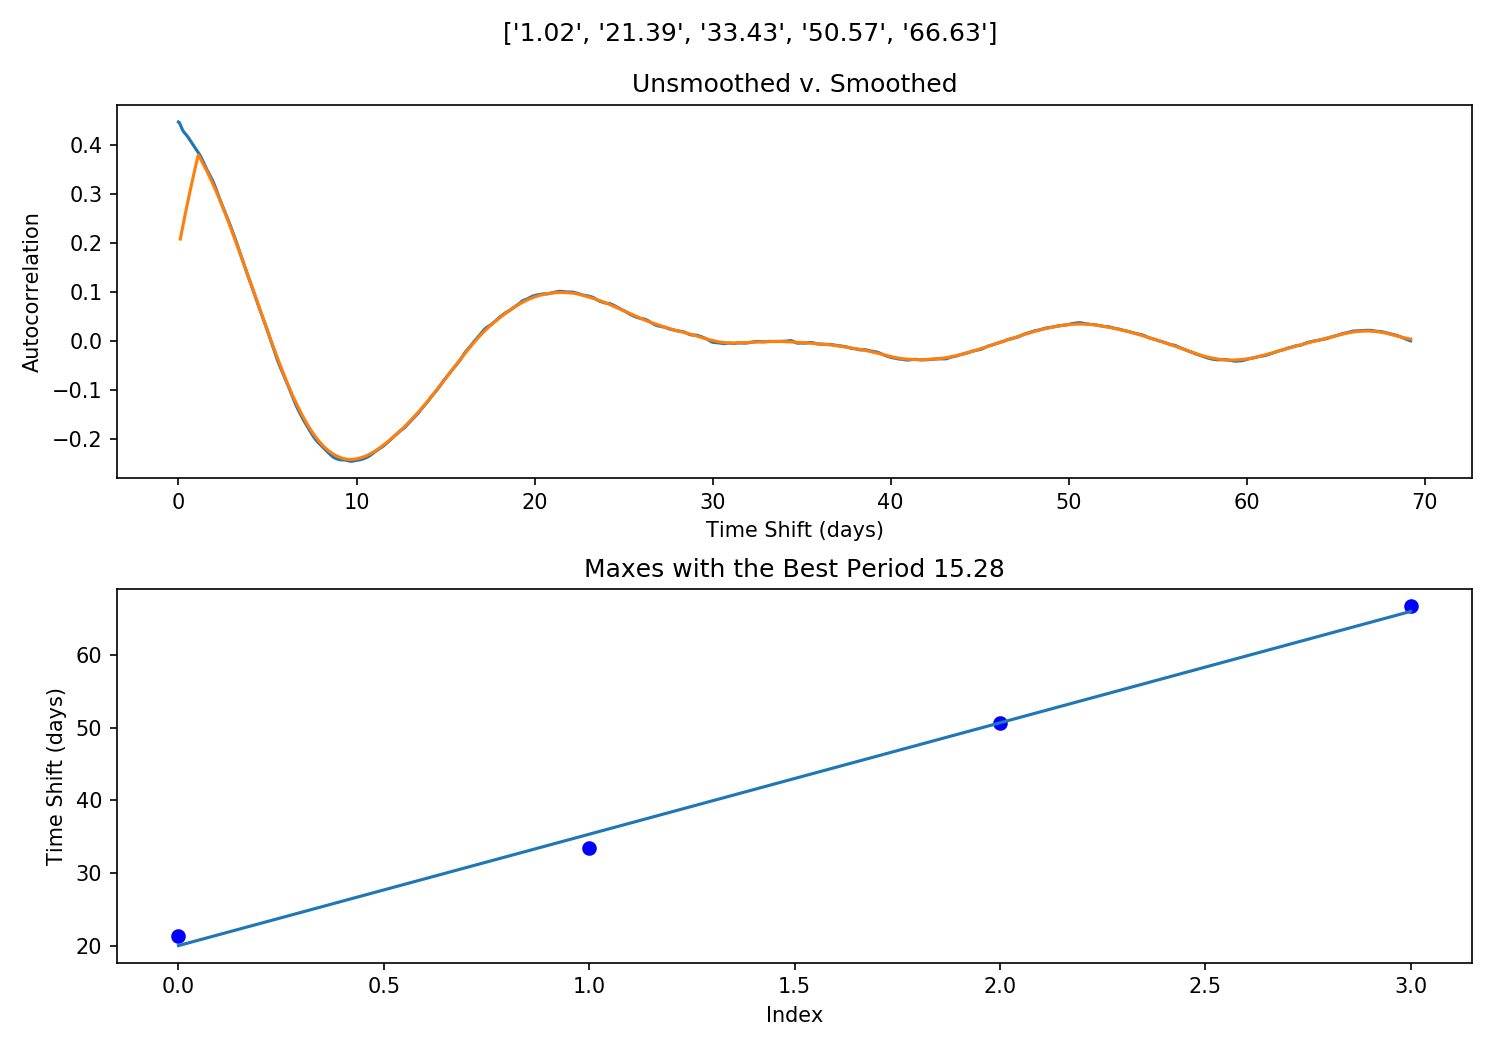 ['1.02', '21.39', '33.43', '50.57', '66.63']
Unsmoothed v. Smoothed
0.4
0.3
0.2
0.1
0.0
−0.1
−0.2
Autocorrelation
0 10 20 30 40 50 60 70
Time Shift (days)
Maxes with the Best Period 15.28
60
50
40
30
20
Time Shift (days)
0.0 0.5 1.0 1.5 2.0 2.5 3.0
Index